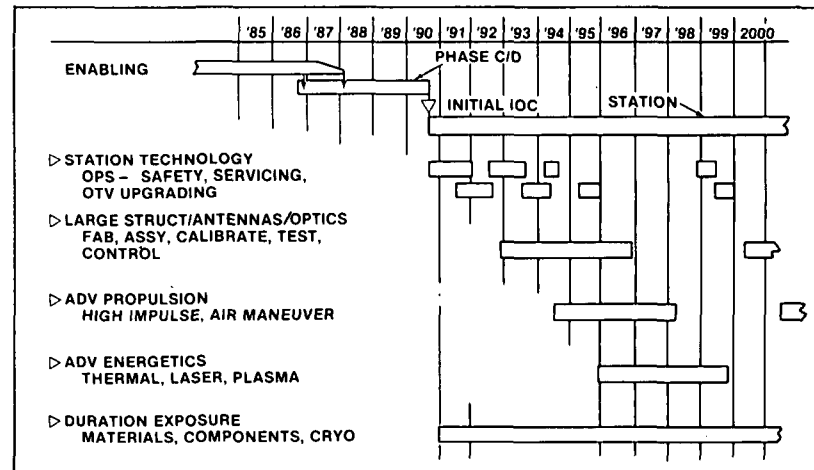 '85 '86 '87 '88 '89 '90 '91 '92 '93 '94 '95 '96 '97 '98 '99 2000
ENABLING
PHASE C/D
INITIAL IOC
STATION
▷ STATION TECHNOLOGY
OPS – SAFETY, SERVICING,
OTV UPGRADING
▷ LARGE STRUCT/ANTENNAS/OPTICS
FAB, ASSY, CALIBRATE, TEST,
CONTROL
▷ ADV PROPULSION
HIGH IMPULSE, AIR MANEUVER
▷ ADV ENERGETICS
THERMAL, LASER, PLASMA
▷ DURATION EXPOSURE
MATERIALS, COMPONENTS, CRYO